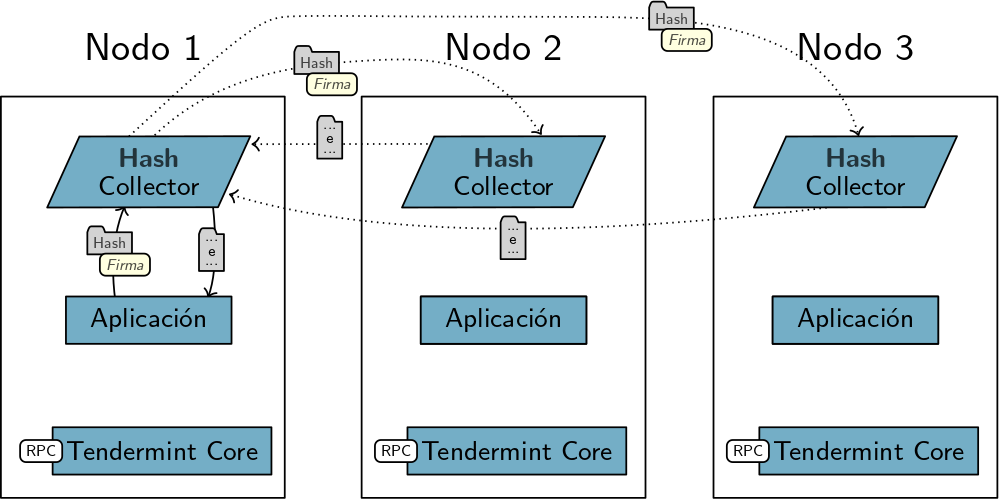 Nodo 1
Nodo 2
Nodo 3
Hash
Firma
Hash
Firma
...
e
...
Hash
Collector
Hash
Collector
Hash
Collector
Hash
Firma
...
e
...
...
e
...
Aplicación
Aplicación
Aplicación
RPC
Tendermint Core
RPC
Tendermint Core
RPC
Tendermint Core